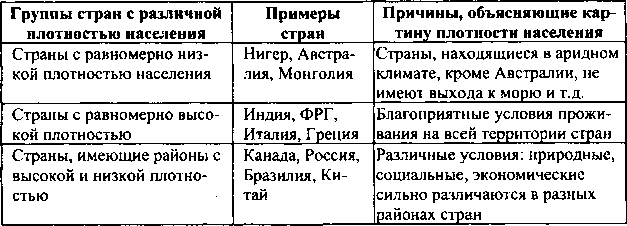 Группы стран с различной Примеры Причины, объясняющие кар-
плотностью населения стран тину плотности населения
Страны с равномерно низ- Нигер, Австра- Страны, находящиеся в аридном
кой плотностью населения лия, Монголия климате, кроме Австралии, не
имеют выхода к морю и т.д.
Страны с равномерно высо- Индия, ФРГ, Благоприятные условия прожи-
кой плотностью Италия, Греция вания на всей территории стран
Страны, имеющие районы с Канада, Россия, Различные условия: природные,
высокой и низкой плотно- Бразилия, Ки- социальные, экономические
стью тай сильно различаются в разных
районах стран